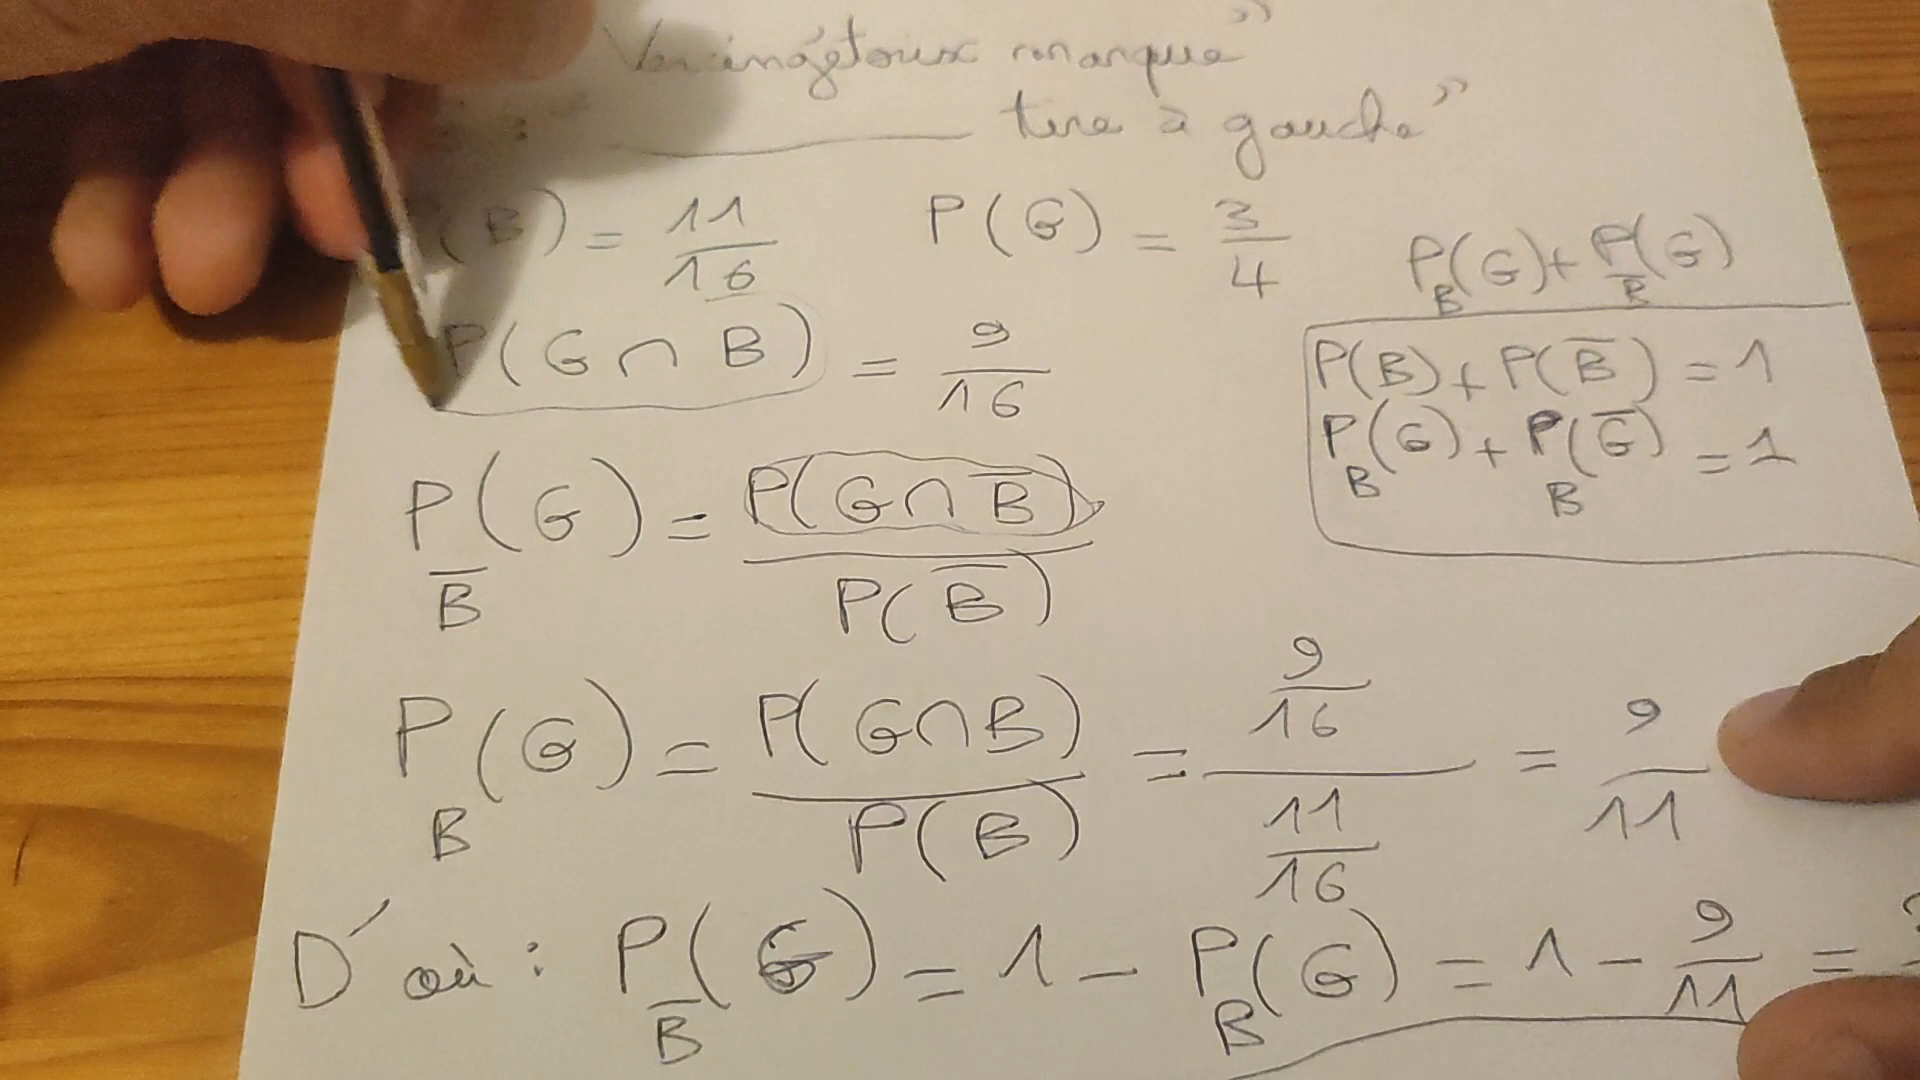 marque"
: ———— tire à gauche"
(B) = 11/16 P(G) = 3/4
P_B(G) + P_B̅(G)
P(G ∩ B) = 9/16
P(B) + P(B̅) = 1
P_B(G) + P_B(G̅) = 1
P_B̅(G) = P(G ∩ B̅)/P(B̅)
P_B(G) = P(G ∩ B)/P(B) = (9/16)/(11/16) = 9/11
D'où : P_B̅(G) = 1 - P_B(G) = 1 - 9/11 =